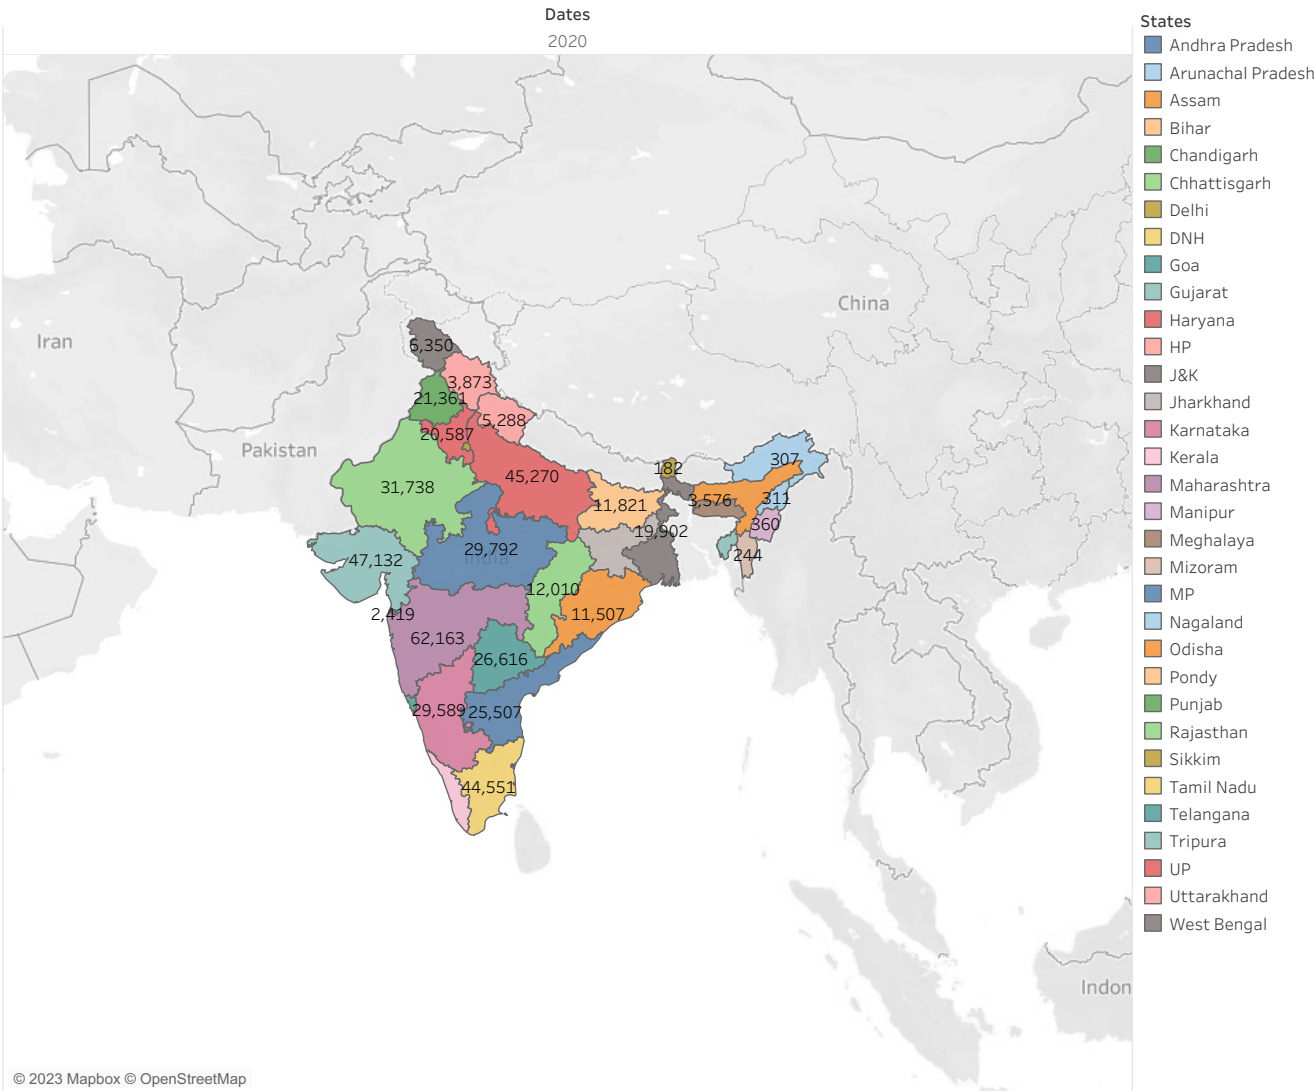 Dates
2020
States
Andhra Pradesh
Arunachal Pradesh
Assam
Bihar
Chandigarh
Chhattisgarh
Delhi
DNH
Goa
Gujarat
Haryana
HP
J&K
Jharkhand
Karnataka
Kerala
Maharashtra
Manipur
Meghalaya
Mizoram
MP
Nagaland
Odisha
Pondy
Punjab
Rajasthan
Sikkim
Tamil Nadu
Telangana
Tripura
UP
Uttarakhand
West Bengal
China
Iran
6,350
3,873
21,361
5,288
20,587
Pakistan
307
182
45,270
31,738
3,576
311
11,821
360
19,902
29,792
India
244
47,132
12,010
2,419
11,507
62,163
26,616
29,589
25,507
44,551
Indon
© 2023 Mapbox © OpenStreetMap